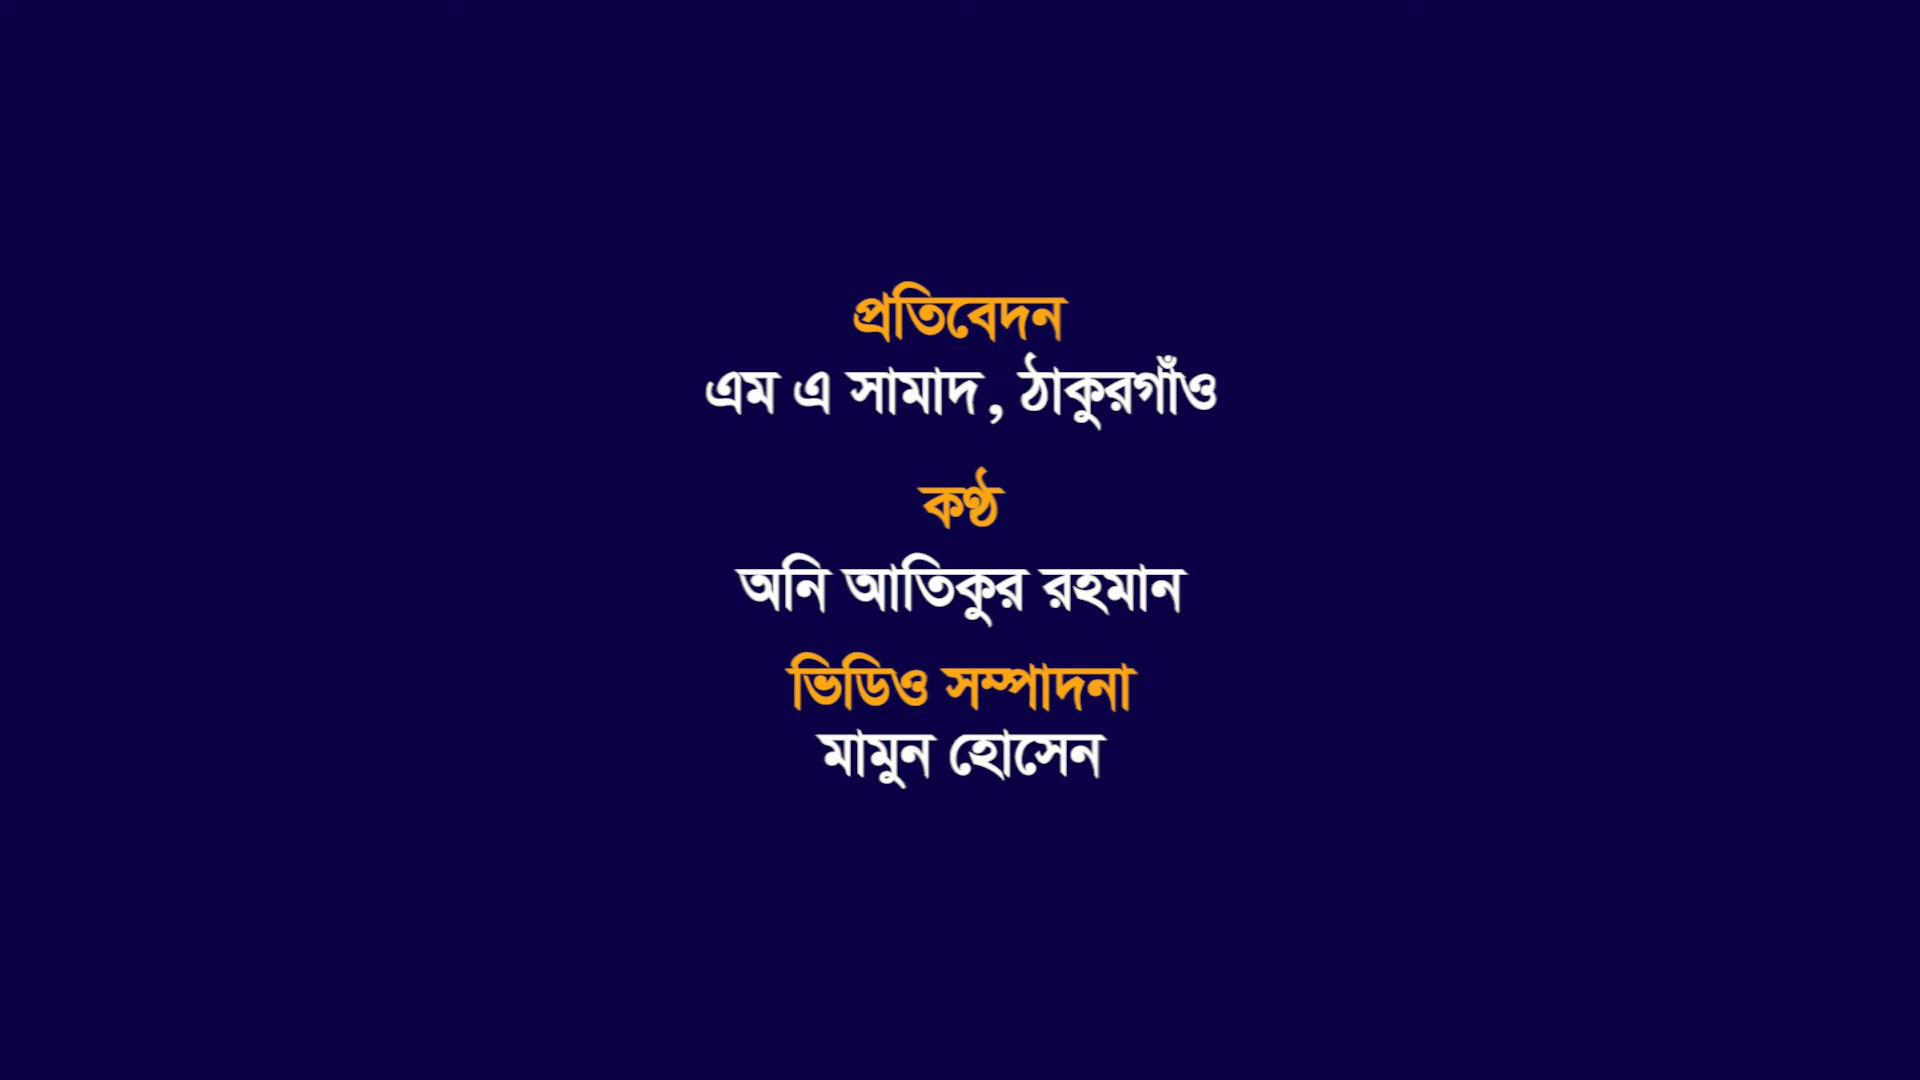 প্রতিবেদন
এম এ সামাদ, ঠাকুরগাঁও
কণ্ঠ
অনি আতিকুর রহমান
ভিডিও সম্পাদনা
মামুন হোসেন